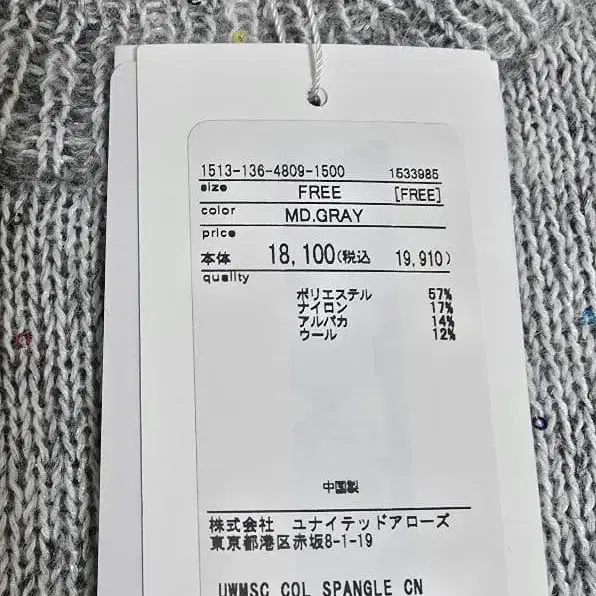 1513-136-4809-1500 1533985
size FREE [FREE]
color MD.GRAY
price
本体 18,100(税込 19,910)
quality
ポリエステル 57%
ナイロン 17%
アルパカ 14%
ウール 12%
中国製
株式会社 ユナイテッドアローズ
東京都港区赤坂8-1-19
UWMSC COL SPANGLE CN